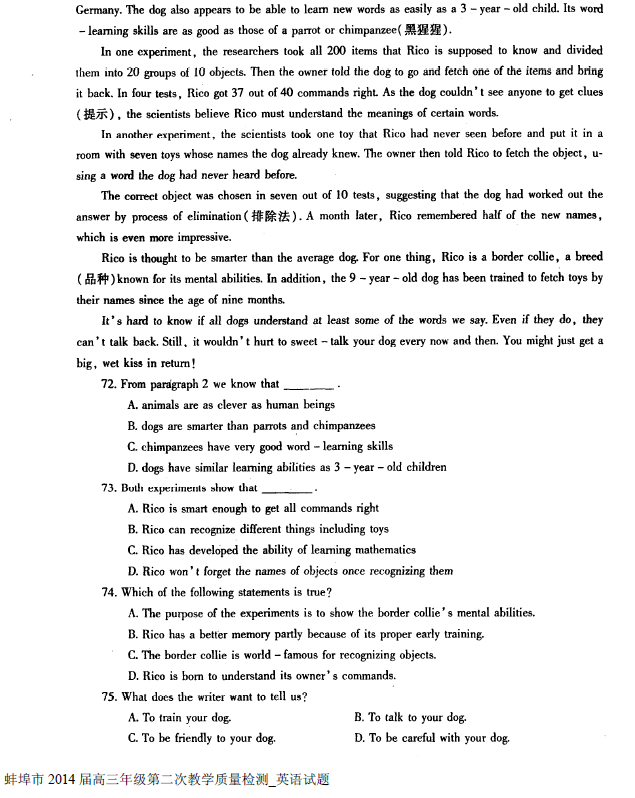 Germany. The dog also appears to be able to learn new words as easily as a 3 – year – old child. Its word
– learning skills are as good as those of a parrot or chimpanzee(黑猩猩).
In one experiment, the researchers took all 200 items that Rico is supposed to know and divided
them into 20 groups of 10 objects. Then the owner told the dog to go and fetch one of the items and bring
it back. In four tests, Rico got 37 out of 40 commands right. As the dog couldn't see anyone to get clues
(提示), the scientists believe Rico must understand the meanings of certain words.
In another experiment, the scientists took one toy that Rico had never seen before and put it in a
room with seven toys whose names the dog already knew. The owner then told Rico to fetch the object, u-
sing a word the dog had never heard before.
The correct object was chosen in seven out of 10 tests, suggesting that the dog had worked out the
answer by process of elimination(排除法). A month later, Rico remembered half of the new names,
which is even more impressive.
Rico is thought to be smarter than the average dog. For one thing, Rico is a border collie, a breed
(品种)known for its mental abilities. In addition, the 9 – year – old dog has been trained to fetch toys by
their names since the age of nine months.
It's hard to know if all dogs understand at least some of the words we say. Even if they do, they
can't talk back. Still, it wouldn't hurt to sweet – talk your dog every now and then. You might just get a
big, wet kiss in return!
72. From paragraph 2 we know that ________ .
A. animals are as clever as human beings
B. dogs are smarter than parrots and chimpanzees
C. chimpanzees have very good word – learning skills
D. dogs have similar learning abilities as 3 – year – old children
73. Both experiments show that ________ .
A. Rico is smart enough to get all commands right
B. Rico can recognize different things including toys
C. Rico has developed the ability of learning mathematics
D. Rico won't forget the names of objects once recognizing them
74. Which of the following statements is true?
A. The purpose of the experiments is to show the border collie's mental abilities.
B. Rico has a better memory partly because of its proper early training.
C. The border collie is world – famous for recognizing objects.
D. Rico is born to understand its owner's commands.
75. What does the writer want to tell us?
A. To train your dog. B. To talk to your dog.
C. To be friendly to your dog. D. To be careful with your dog.
蚌埠市 2014 届高三年级第二次教学质量检测_英语试题